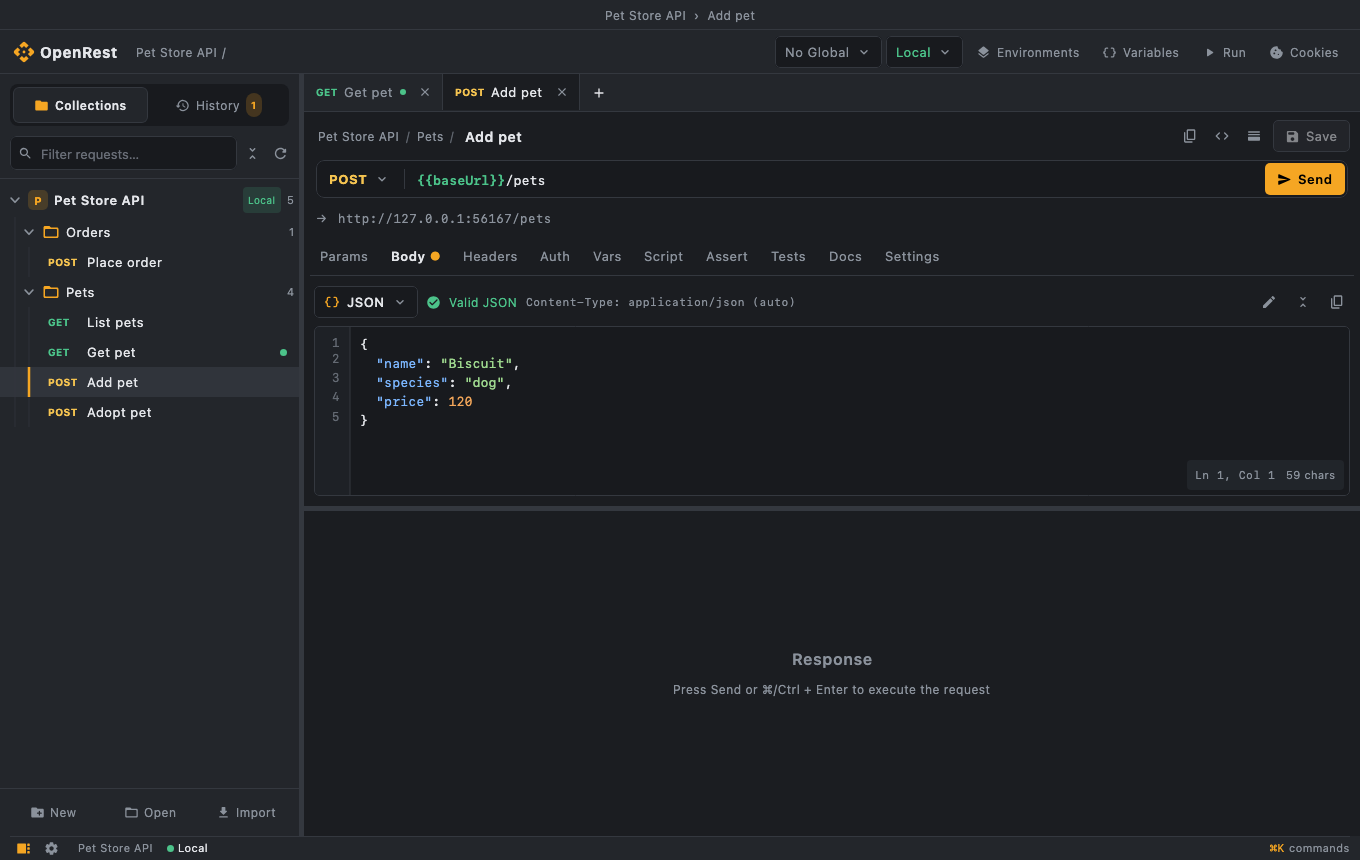 Pet Store API › Add pet
OpenRest Pet Store API / No Global Local Environments {} Variables Run Cookies
Collections History 1
GET Get pet POST Add pet +
Pet Store API / Pets / Add pet <> Save
Filter requests...
POST {{baseUrl}}/pets Send
Pet Store API Local 5
P
→ http://127.0.0.1:56167/pets
Orders 1
POST Place order
Params Body Headers Auth Vars Script Assert Tests Docs Settings
Pets 4
{} JSON Valid JSON Content-Type: application/json (auto)
GET List pets
GET Get pet
POST Add pet
POST Adopt pet
1 {
2 "name": "Biscuit",
3 "species": "dog",
4 "price": 120
5 }
Ln 1, Col 1 59 chars
Response
Press Send or ⌘/Ctrl + Enter to execute the request
New Open Import
Pet Store API Local ⌘K commands